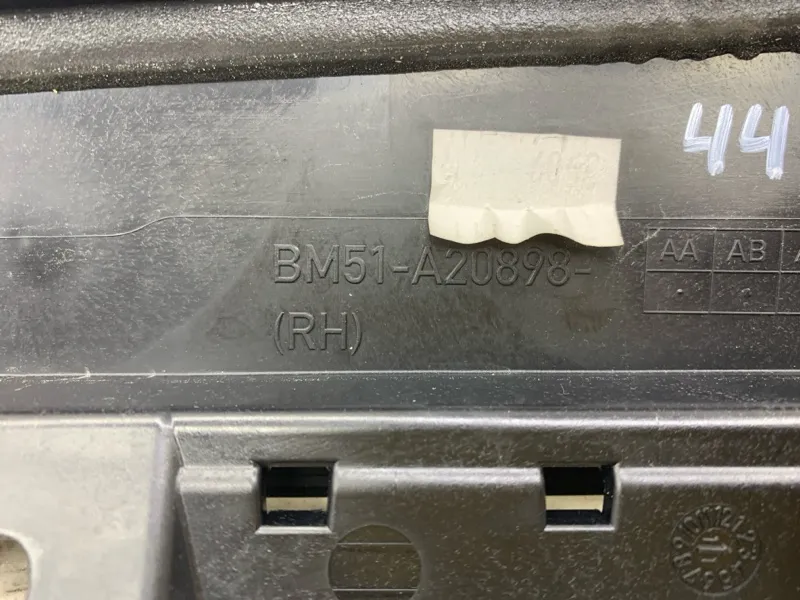 44
BM51-A20898-
(RH)
AA AB